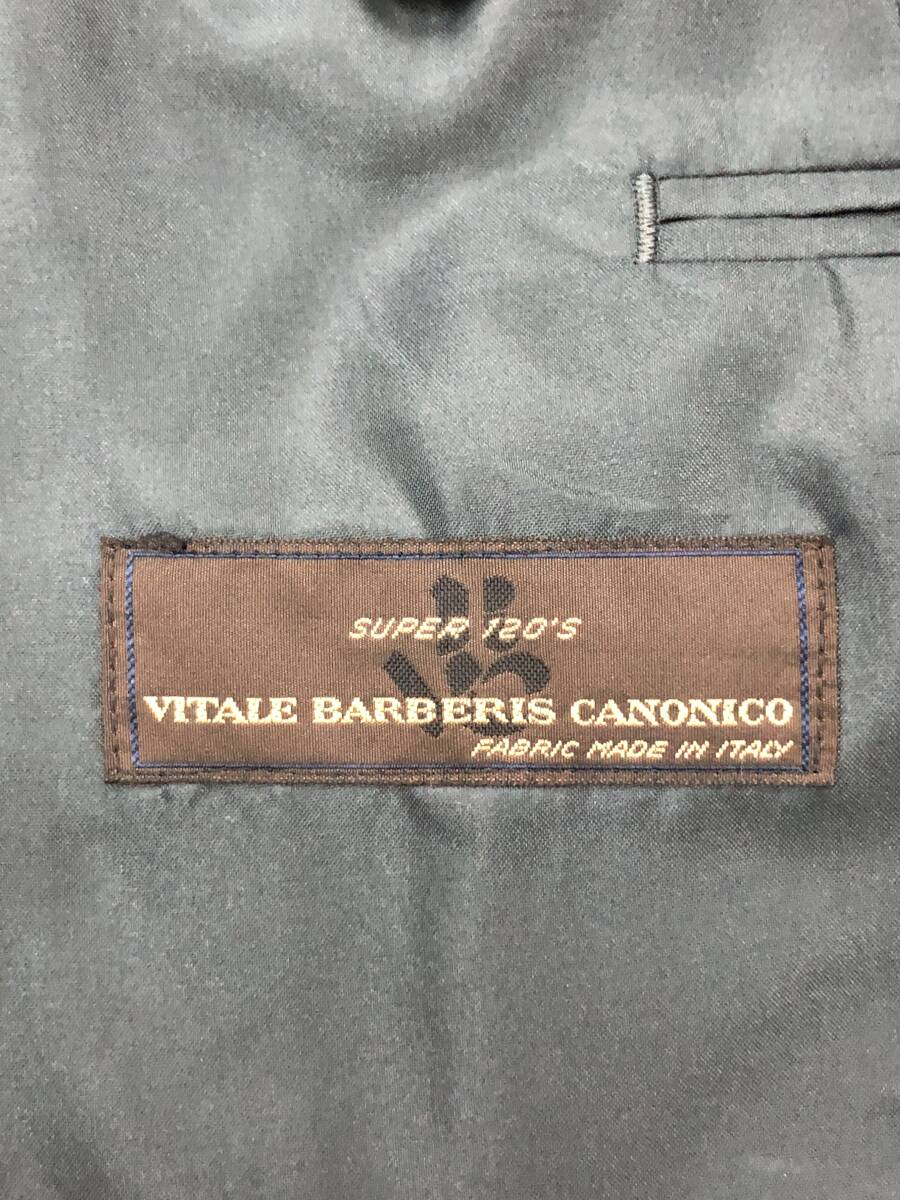 SUPER 120'S
VITALE BARBERIS CANONICO
FABRIC MADE IN ITALY